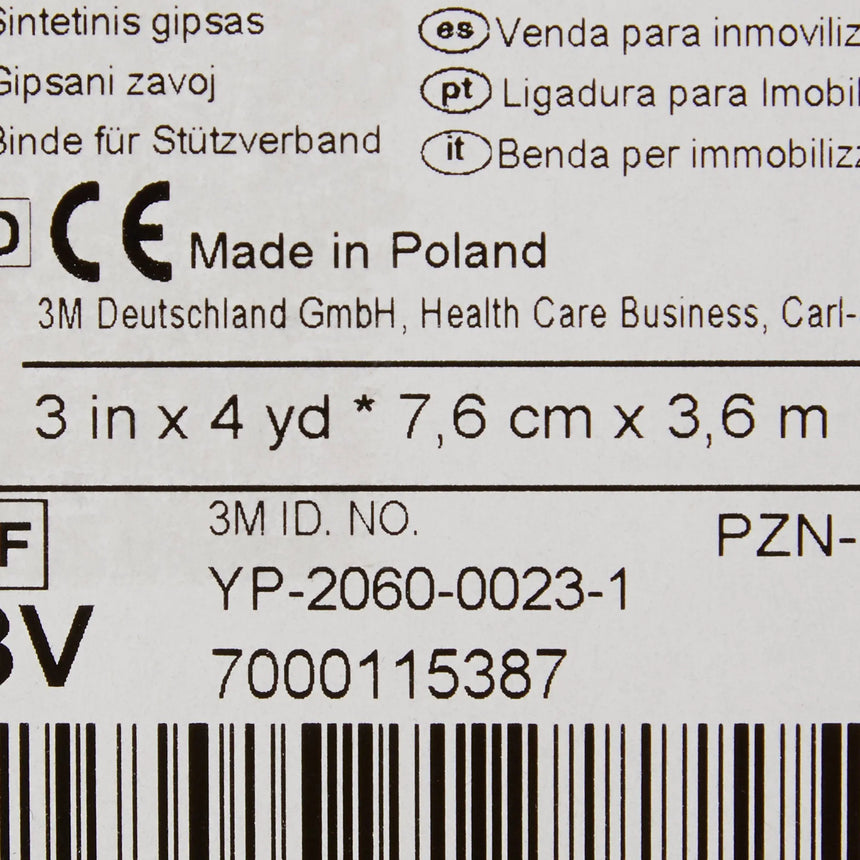 Sintetinis gipsas
es Venda para inmoviliz
Gipsani zavoj
pt Ligadura para Imobil
Binde für Stützverband
it Benda per immobilizz
D CE Made in Poland
3M Deutschland GmbH, Health Care Business, Carl-
3 in x 4 yd * 7,6 cm x 3,6 m
F 3M ID. NO. PZN-
YP-2060-0023-1
BV
7000115387